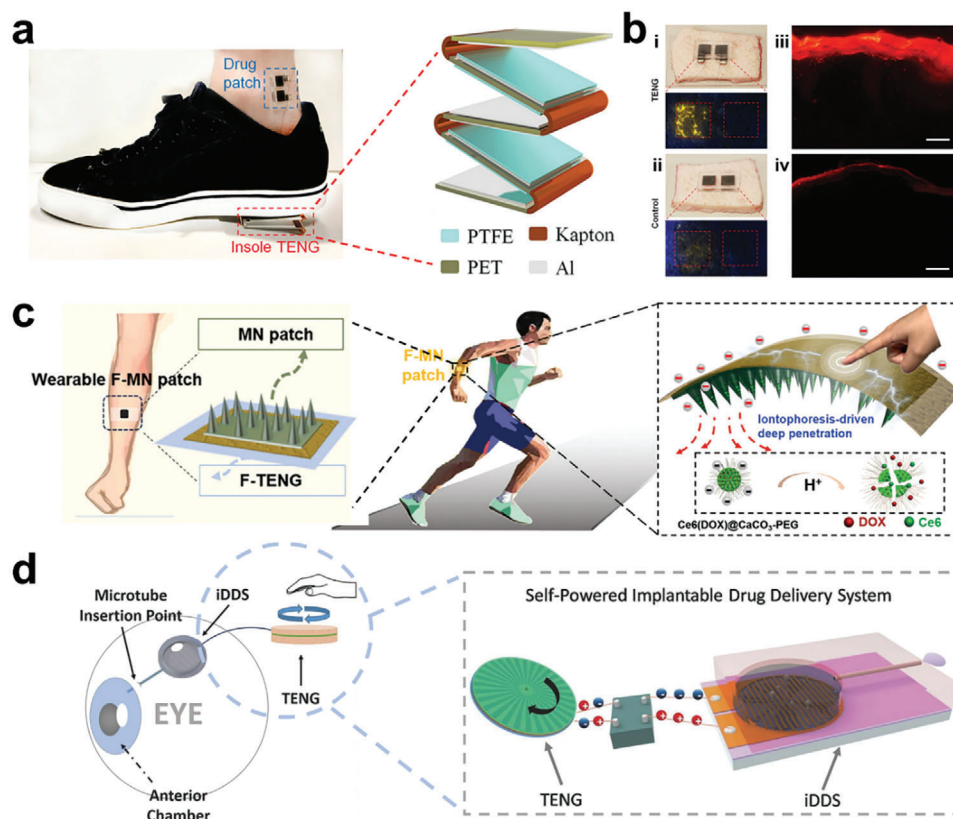 a
Drug
patch
Insole TENG
PTFE
Kapton
PET
Al
b
i
TENG
ii
Control
iii
iv
c
MN patch
Wearable F-MN patch
F-TENG
F-MN
patch
Iontophoresis-driven
deep penetration
H⁺
Ce6(DOX)@CaCO₃-PEG
DOX
Ce6
d
Microtube
Insertion Point
iDDS
TENG
EYE
Anterior
Chamber
Self-Powered Implantable Drug Delivery System
TENG
iDDS